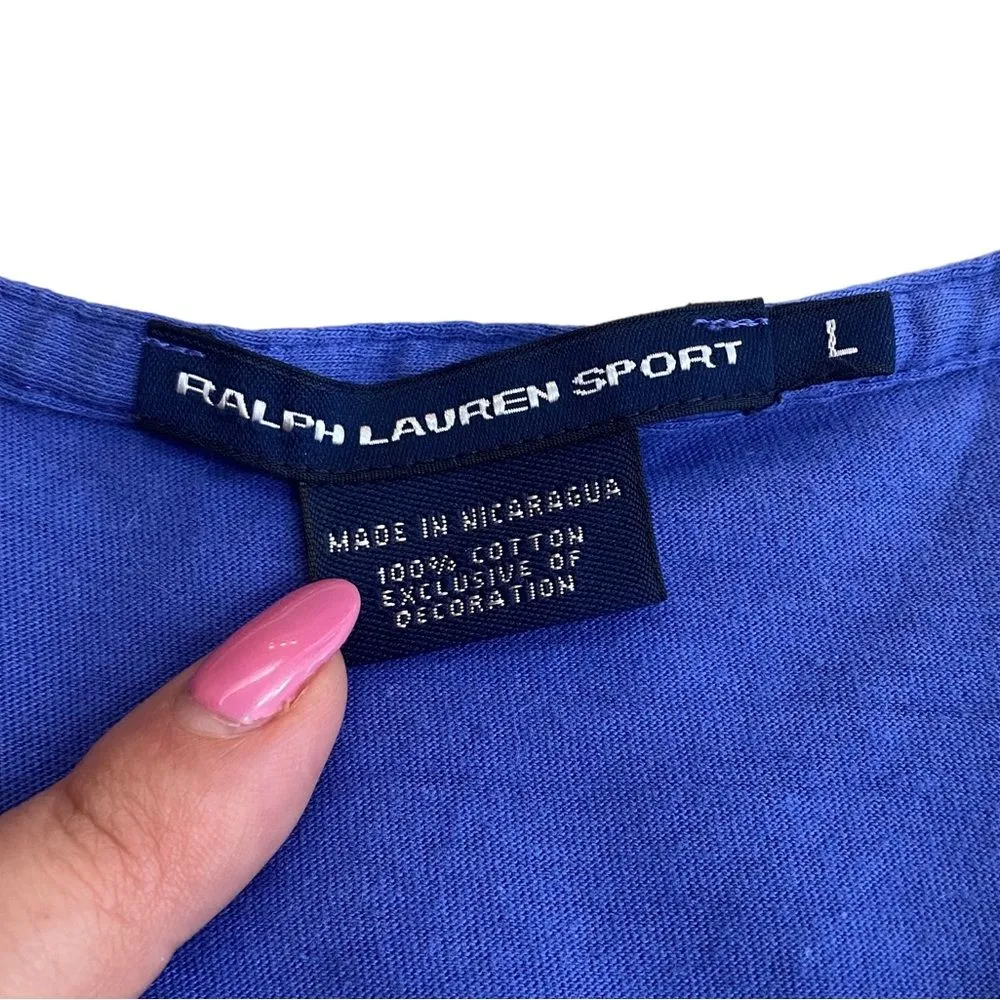 RALPH LAUREN SPORT
L
MADE IN NICARAGUA
100% COTTON
EXCLUSIVE OF
DECORATION